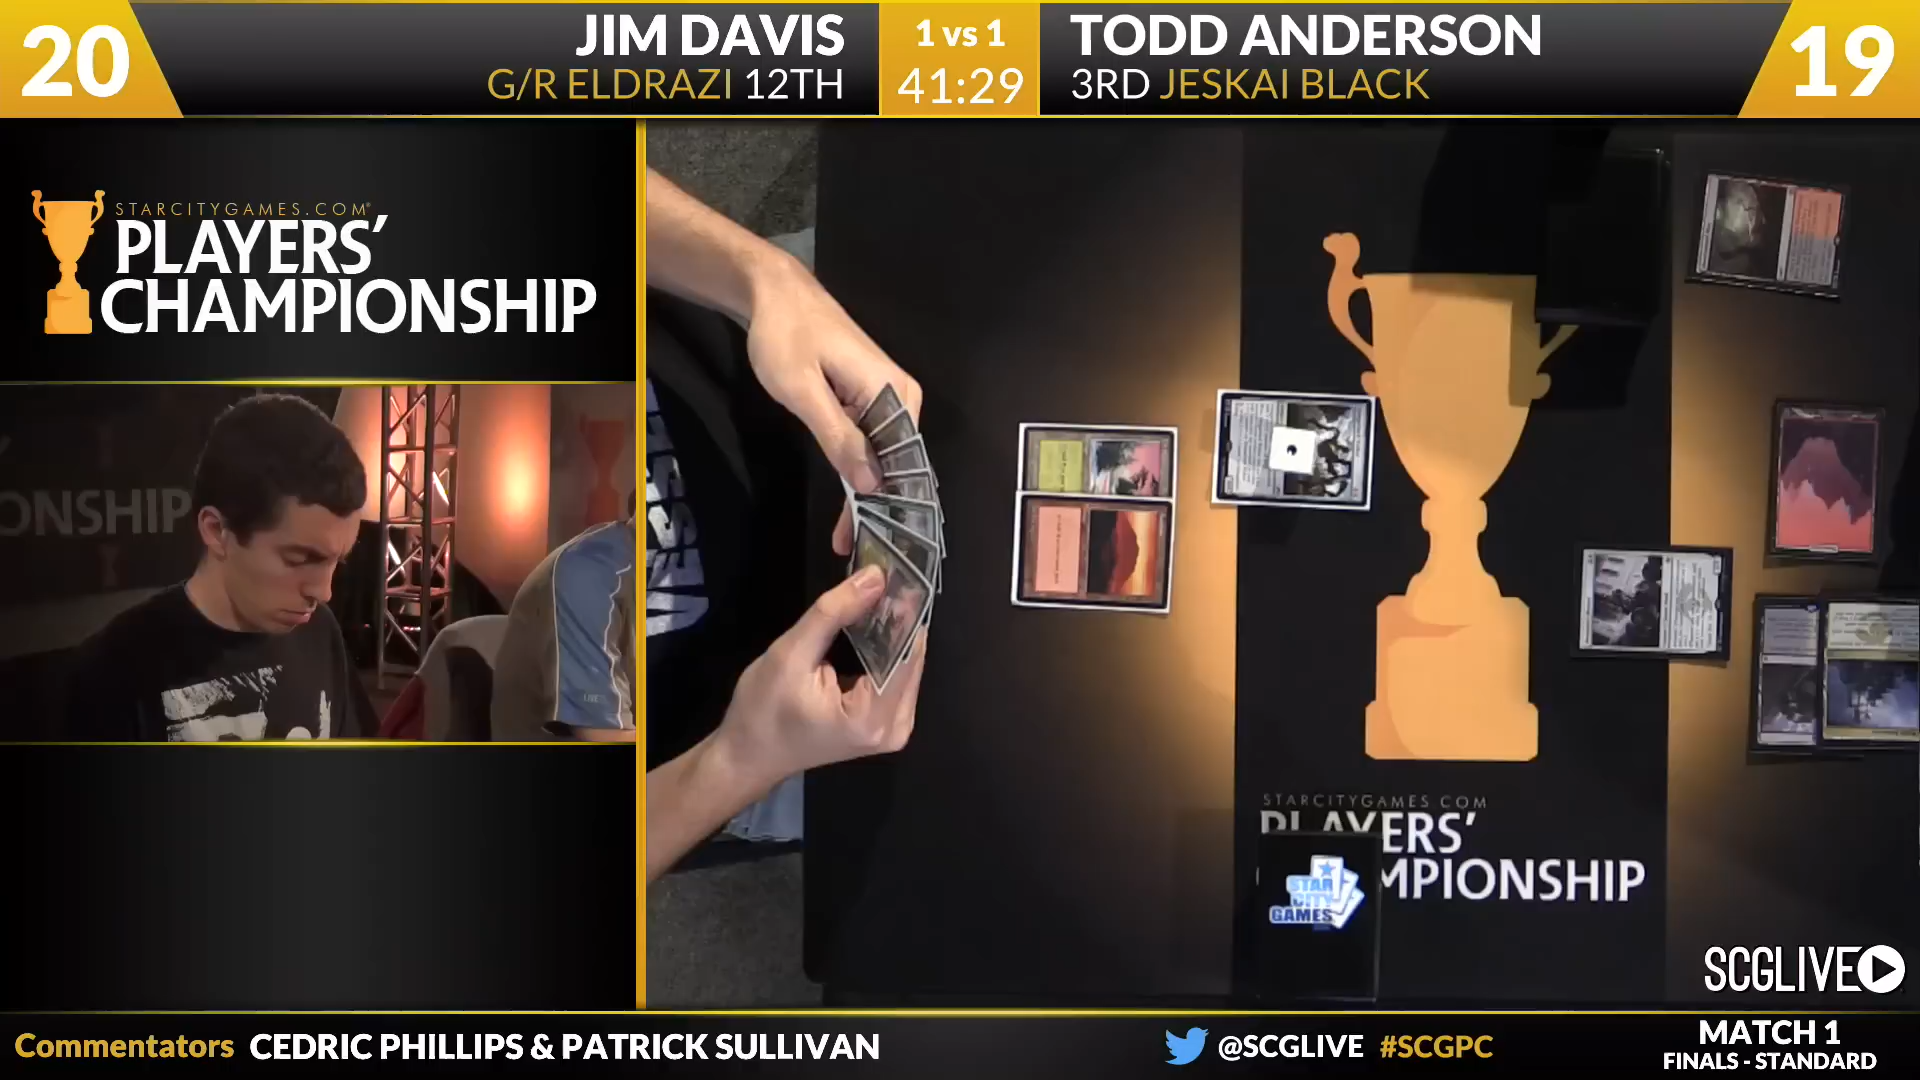 20
JIM DAVIS
G/R ELDRAZI 12TH
1 vs 1
41:29
TODD ANDERSON
3RD JESKAI BLACK
19
STARCITYGAMES.COM®
PLAYERS'
CHAMPIONSHIP
ONSHIP
STARCITYGAMES.COM
PLAYERS'
MPIONSHIP
STAR
CITY
GAMES
SCGLIVE
Commentators CEDRIC PHILLIPS & PATRICK SULLIVAN
@SCGLIVE #SCGPC
MATCH 1
FINALS - STANDARD